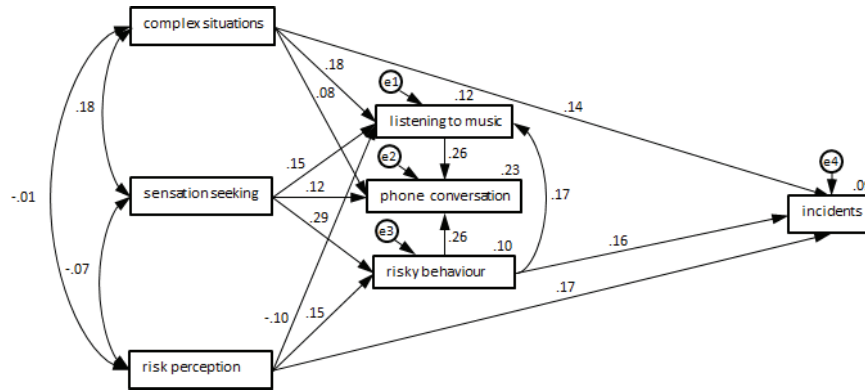 complex situations
e1
.18
.12
.14
.08
listening to music
.18
e4
.15
e2
.26
.23
-.01
sensation seeking
.12
phone conversation
.17
incidents
.29
e3
.26
.10
.16
-.07
risky behaviour
.17
-.10
.15
risk perception